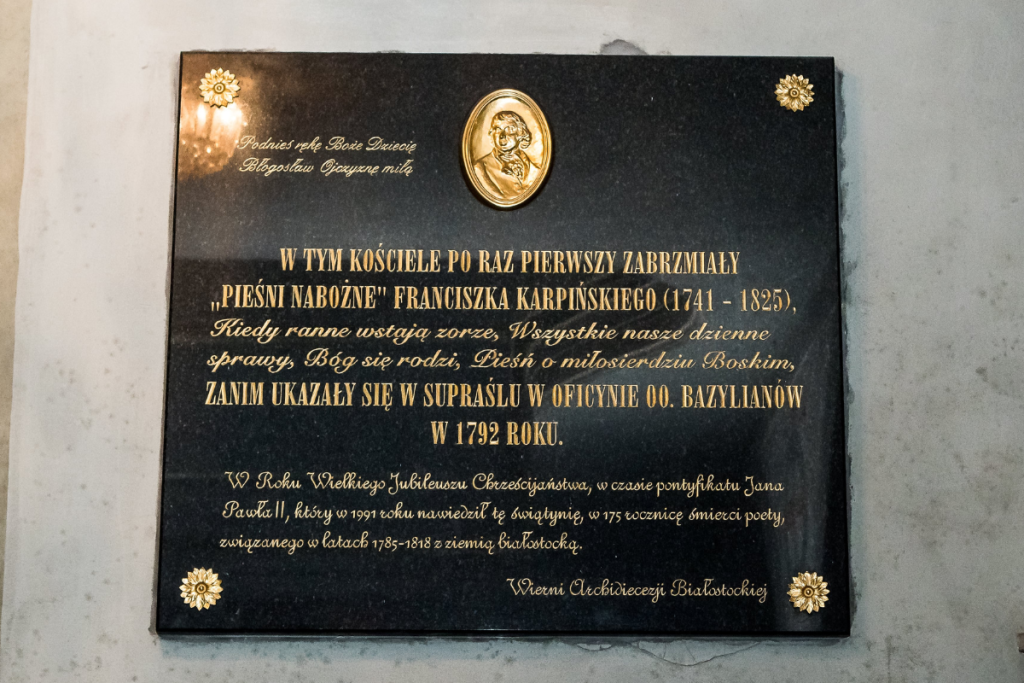 Podnieś rękę Boże Dziecię
Błogosław Ojczyznę miłą
W TYM KOŚCIELE PO RAZ PIERWSZY ZABRZMIAŁY
„PIEŚNI NABOŻNE" FRANCISZKA KARPIŃSKIEGO (1741 - 1825),
Kiedy ranne wstają zorze, Wszystkie nasze dzienne
sprawy, Bóg się rodzi, Pieśń o miłosierdziu Boskim,
ZANIM UKAZAŁY SIĘ W SUPRAŚLU W OFICYNIE OO. BAZYLIANÓW
W 1792 ROKU.
W Roku Wielkiego Jubileuszu Chrześcijaństwa, w czasie pontyfikatu Jana
Pawła II, który w 1991 roku nawiedził tę świątynię, w 175 rocznicę śmierci poety,
związanego w latach 1785-1818 z ziemią białostocką.
Wierni Archidiecezji Białostockiej